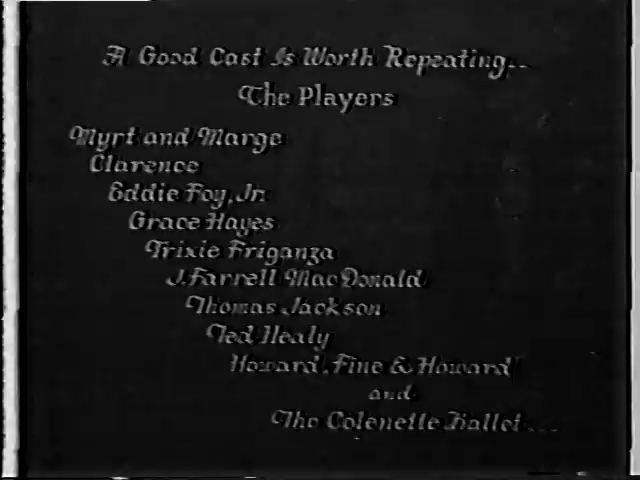 A Good Cast Is Worth Repeating...
The Players
Myrt and Marge
Clarence
Eddie Foy, Jr.
Grace Hayes
Trixie Friganza
J. Farrell MacDonald
Thomas Jackson
Ted Healy
Howard, Fine & Howard
and
The Colenette Ballet...